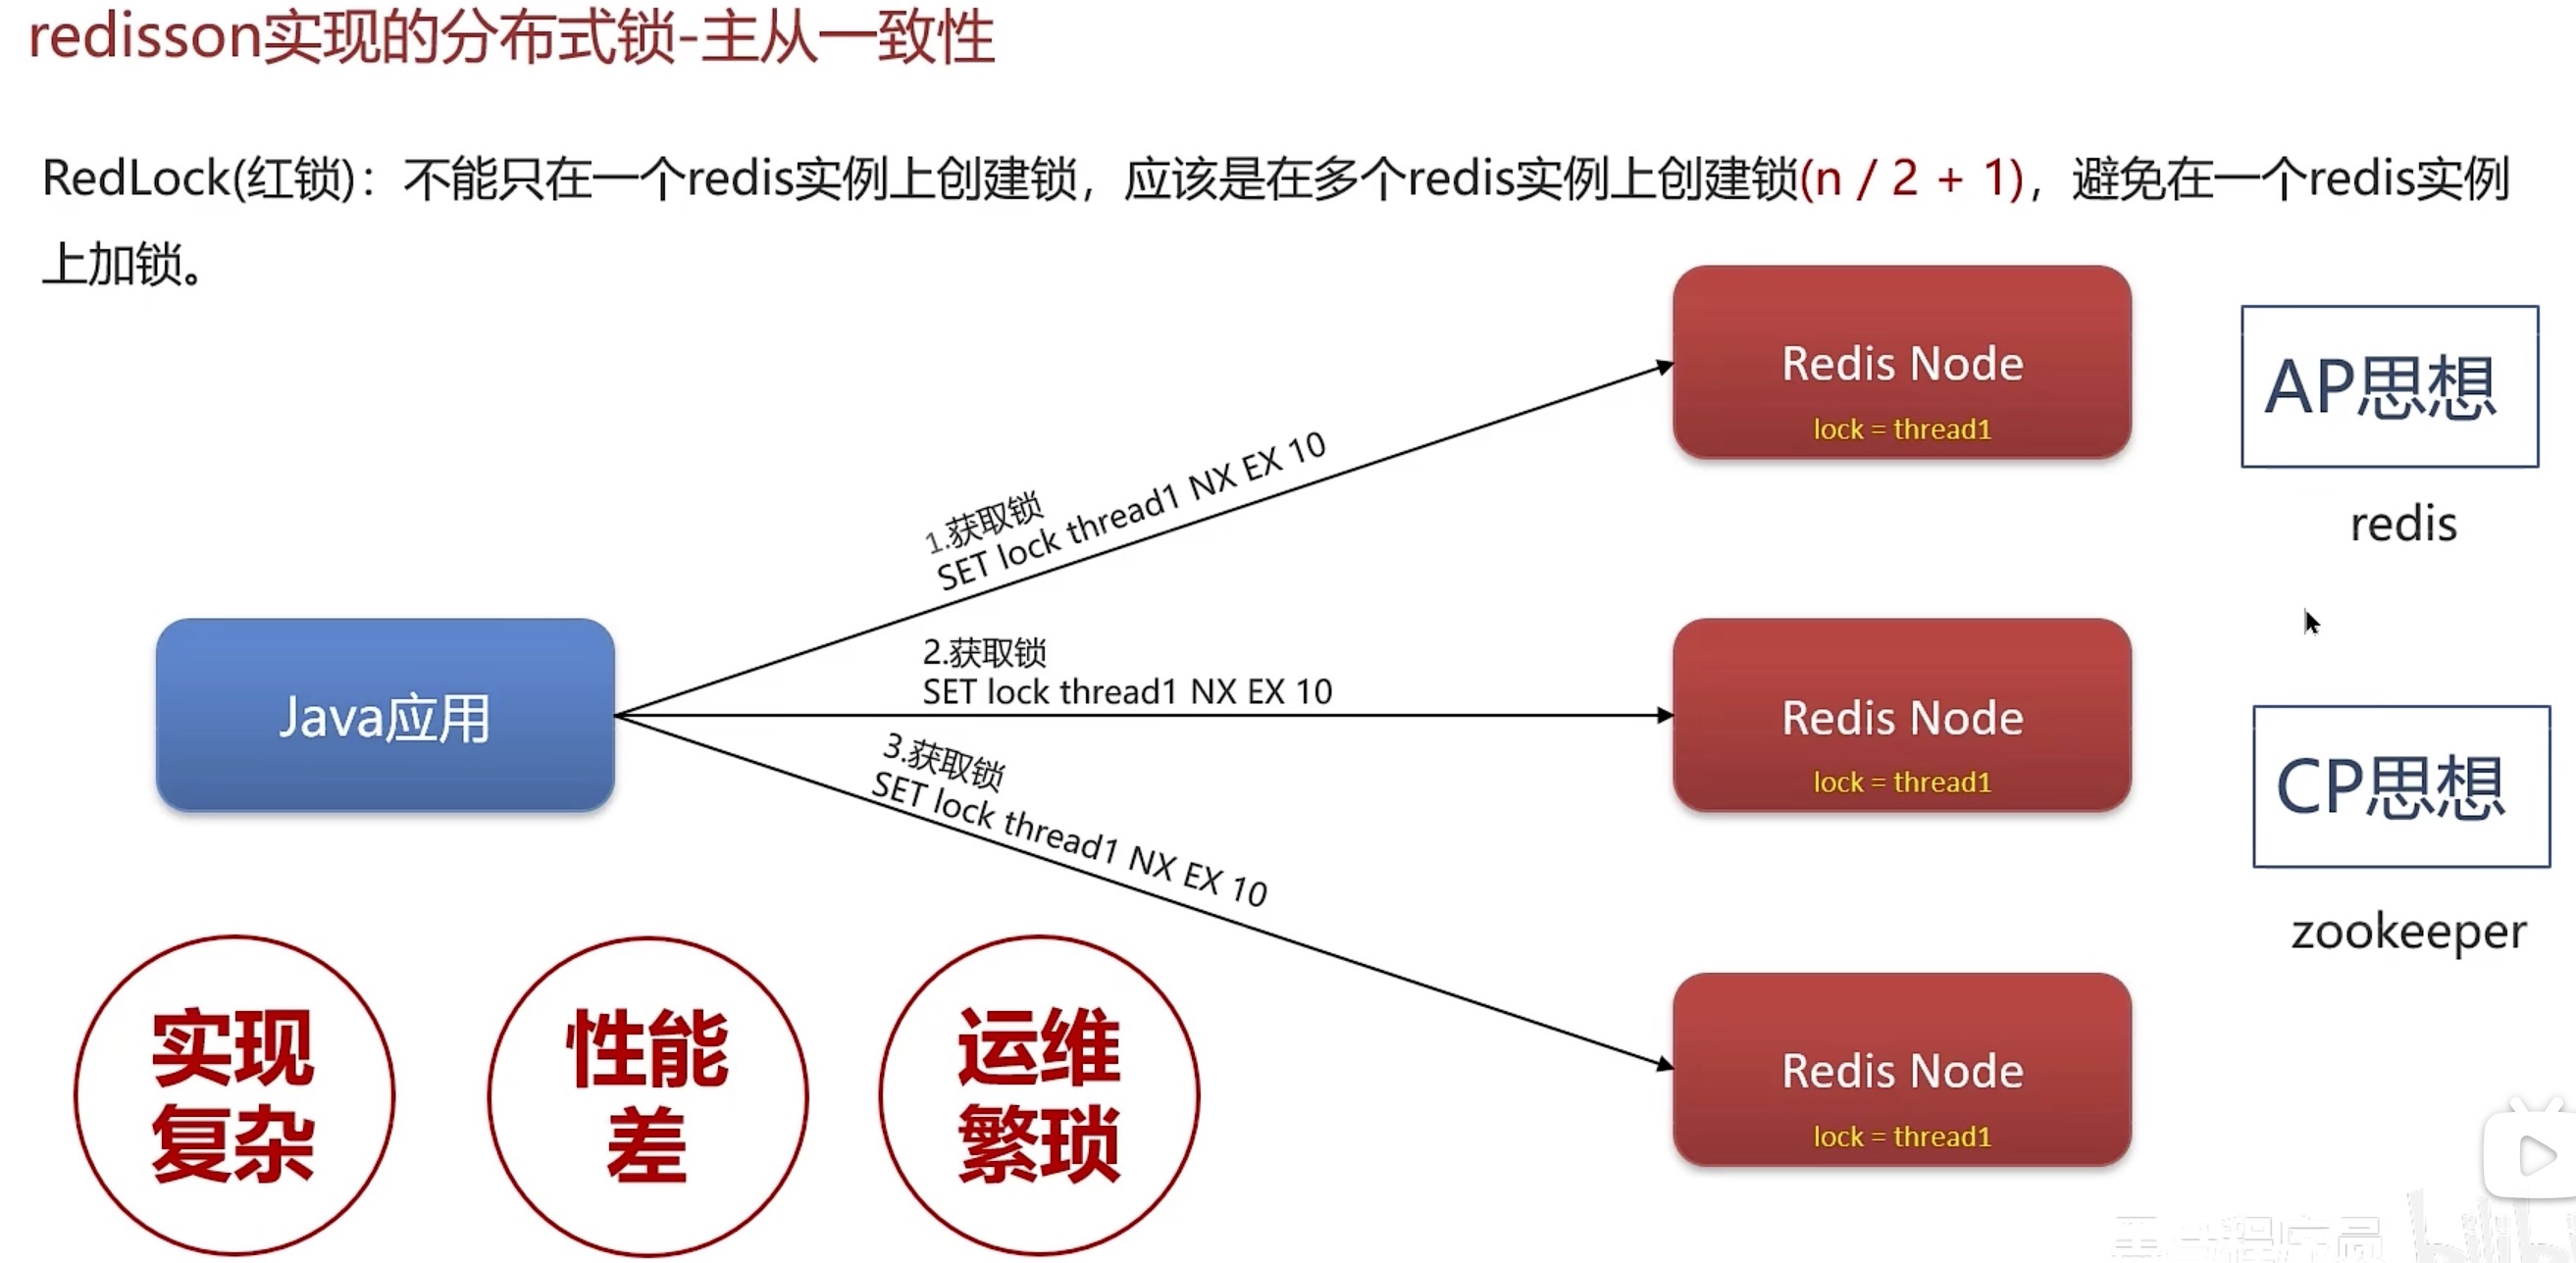 redisson实现的分布式锁-主从一致性
RedLock(红锁)：不能只在一个redis实例上创建锁，应该是在多个redis实例上创建锁(n / 2 + 1)，避免在一个redis实例
上加锁。
Redis Node
lock = thread1
AP思想
redis
1.获取锁
SET lock thread1 NX EX 10
Java应用
2.获取锁
SET lock thread1 NX EX 10
Redis Node
lock = thread1
3.获取锁
SET lock thread1 NX EX 10
CP思想
zookeeper
Redis Node
lock = thread1
实现
复杂
性能
差
运维
繁琐